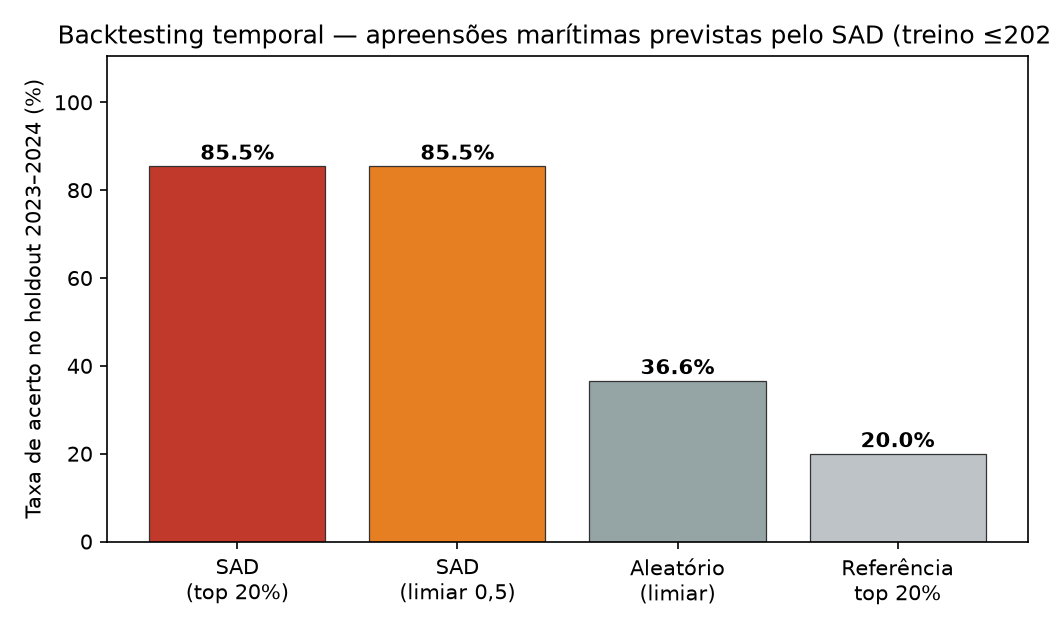 Backtesting temporal — apreensões marítimas previstas pelo SAD (treino ≤202
Taxa de acerto no holdout 2023–2024 (%)
100
80
60
40
20
0
85.5%
85.5%
36.6%
20.0%
SAD
(top 20%)
SAD
(limiar 0,5)
Aleatório
(limiar)
Referência
top 20%